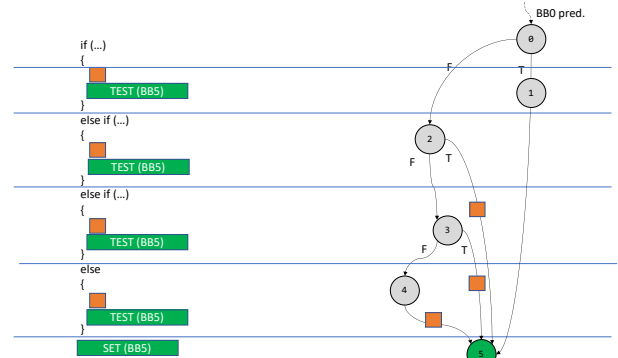 BB0 pred.
if (…)
{
TEST (BB5)
}
else if (…)
{
TEST (BB5)
}
else if (…)
{
TEST (BB5)
}
else
{
TEST (BB5)
}
SET (BB5)
0
F
T
1
2
F
T
3
F
T
4
5